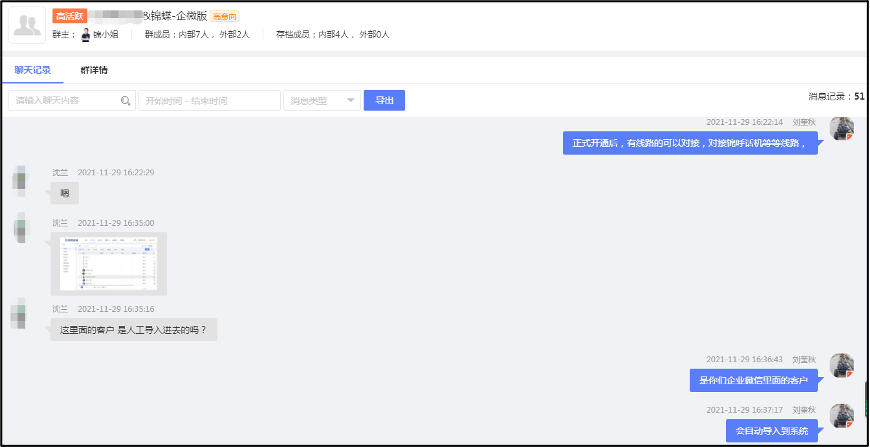 高活跃 &锦蝶-企微版 高意向
群主： 锦小姐 群成员：内部7人，外部2人 存档成员：内部4人，外部0人
聊天记录 群详情
请输入聊天内容 开始时间 - 结束时间 消息类型 导出 消息记录：51
2021-11-29 16:22:14 刘奎秋
正式开通后，有线路的可以对接，对接锦呼话机等等线路，
沈兰 2021-11-29 16:22:29
嗯
沈兰 2021-11-29 16:35:00
沈兰 2021-11-29 16:35:16
这里面的客户 是人工导入进去的吗？
2021-11-29 16:36:43 刘奎秋
是你们企业微信里面的客户
2021-11-29 16:37:17 刘奎秋
会自动导入到系统